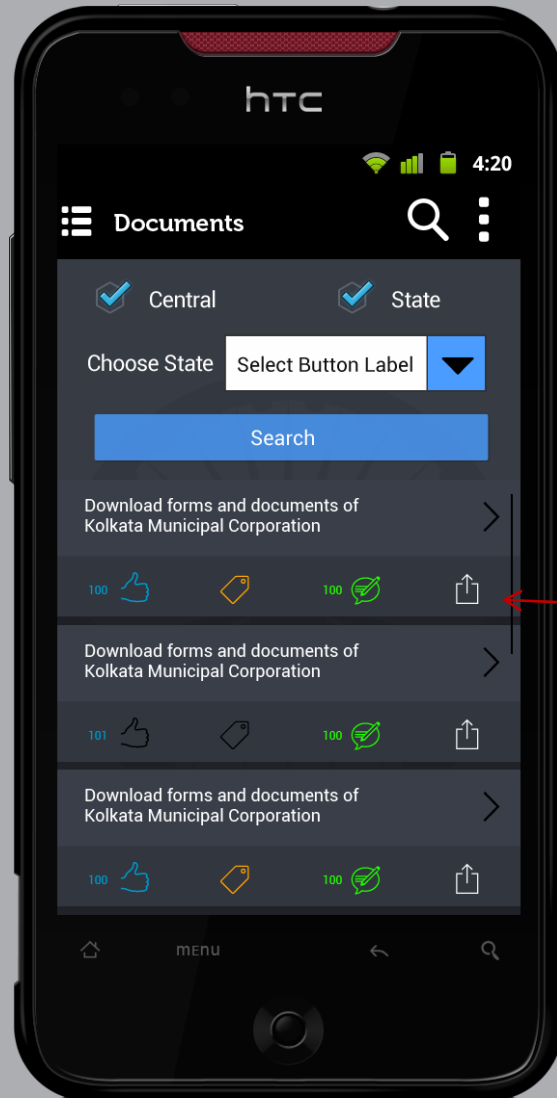 hTC
4:20
Documents
Central State
Choose State Select Button Label
Search
Download forms and documents of
Kolkata Municipal Corporation
100 100
Download forms and documents of
Kolkata Municipal Corporation
101 100
Download forms and documents of
Kolkata Municipal Corporation
100 100
mEnu